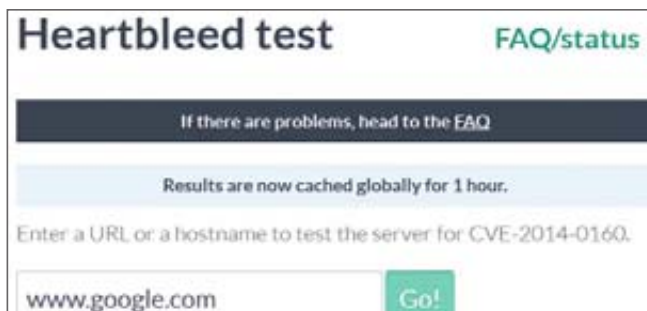 Heartbleed test
FAQ/status
If there are problems, head to the FAQ
Results are now cached globally for 1 hour.
Enter a URL or a hostname to test the server for CVE-2014-0160.
www.google.com
Go!